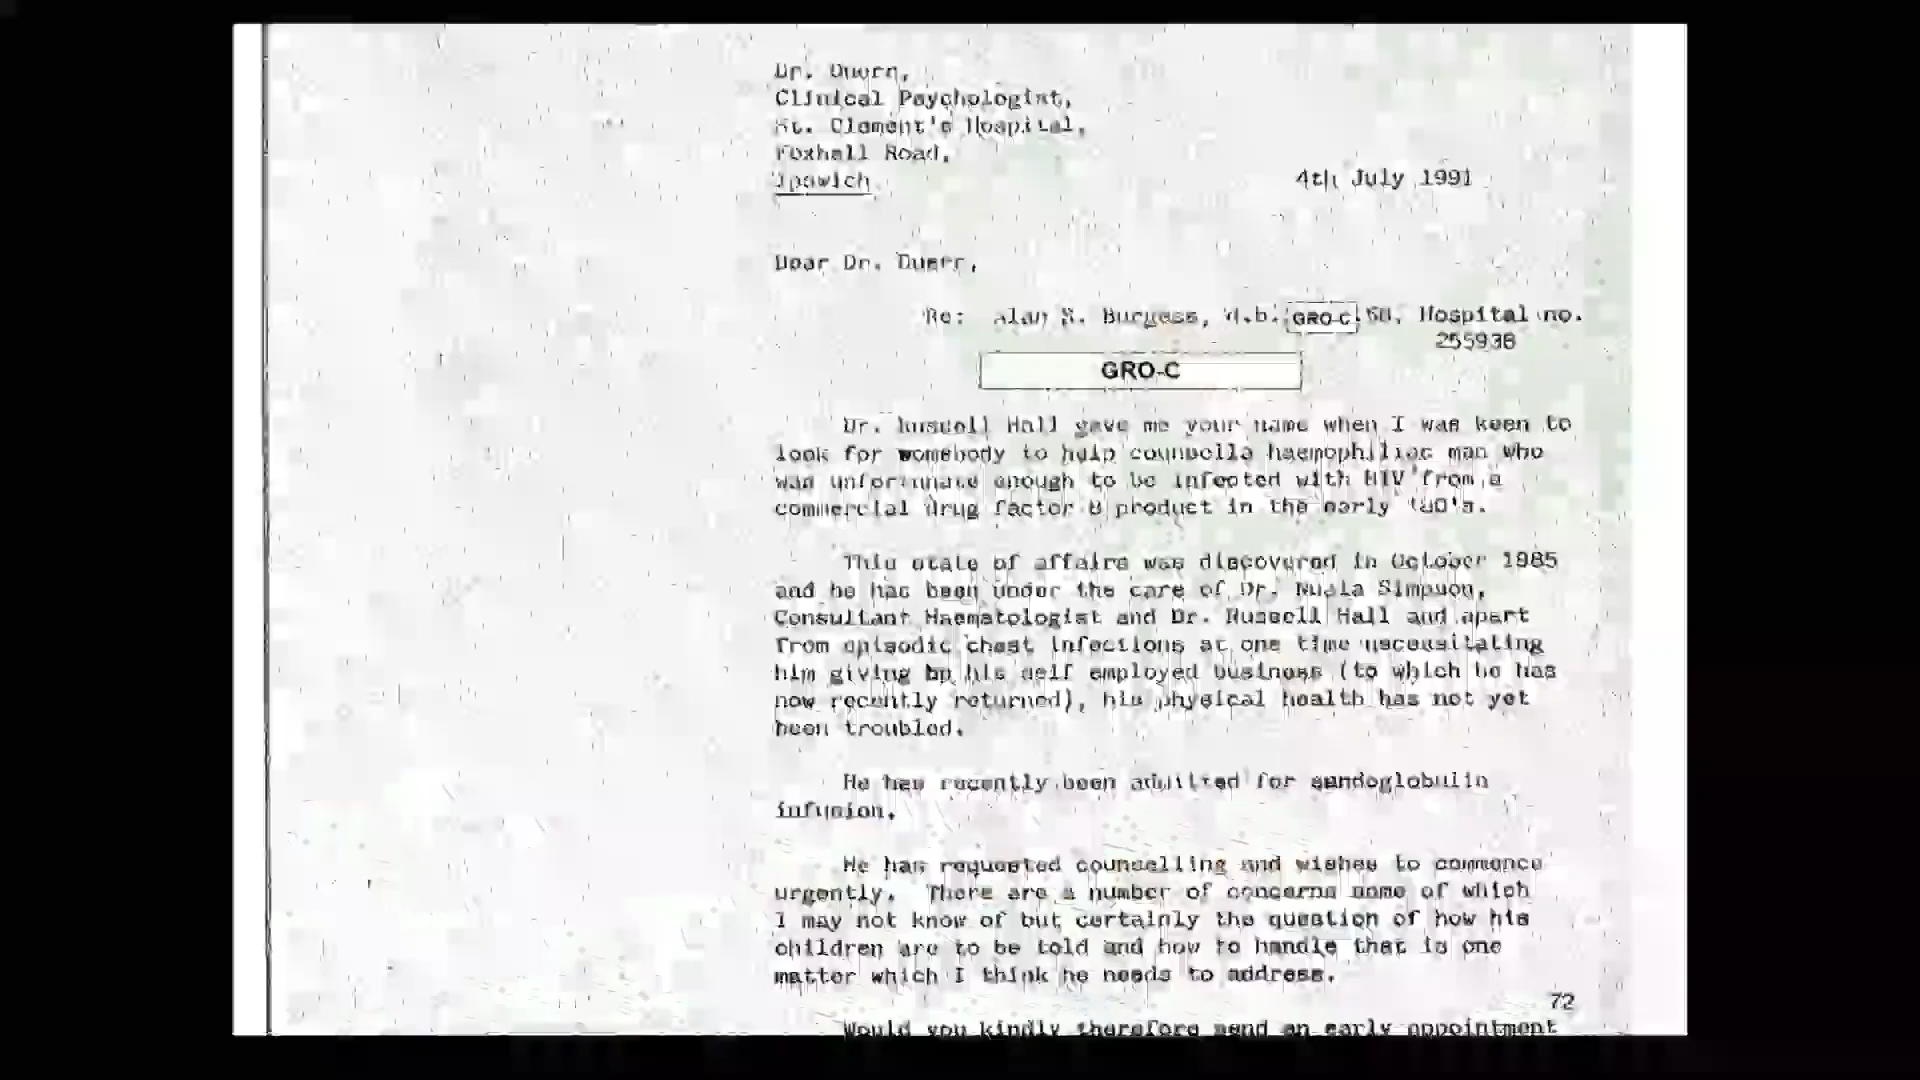 Dr. Duerr,
Clinical Psychologist,
St. Clement's Hospital,
Foxhall Road,
Ipswich
4th July 1991
Dear Dr. Duerr,
Re: Alan S. Burgess, d.b. GRO-C 58, Hospital no.
255938
GRO-C
Dr. Russell Hall gave me your name when I was keen to
look for somebody to help counsella haemophiliac man who
was unfortunate enough to be infected with HIV from a
commercial drug factor 8 product in the early '80's.
This state of affairs was discovered in October 1985
and he has been under the care of Dr. Nuala Simpson,
Consultant Haematologist and Dr. Russell Hall and apart
from episodic chest infections at one time necessitating
him giving up his self employed business (to which he has
now recently returned), his physical health has not yet
been troubled.
He has recently been admitted for sandoglobulin
infusion.
He has requested counselling and wishes to commence
urgently. There are a number of concerns some of which
I may not know of but certainly the question of how his
children are to be told and how to handle that is one
matter which I think he needs to address.
72
Would you kindly therefore send an early appointment